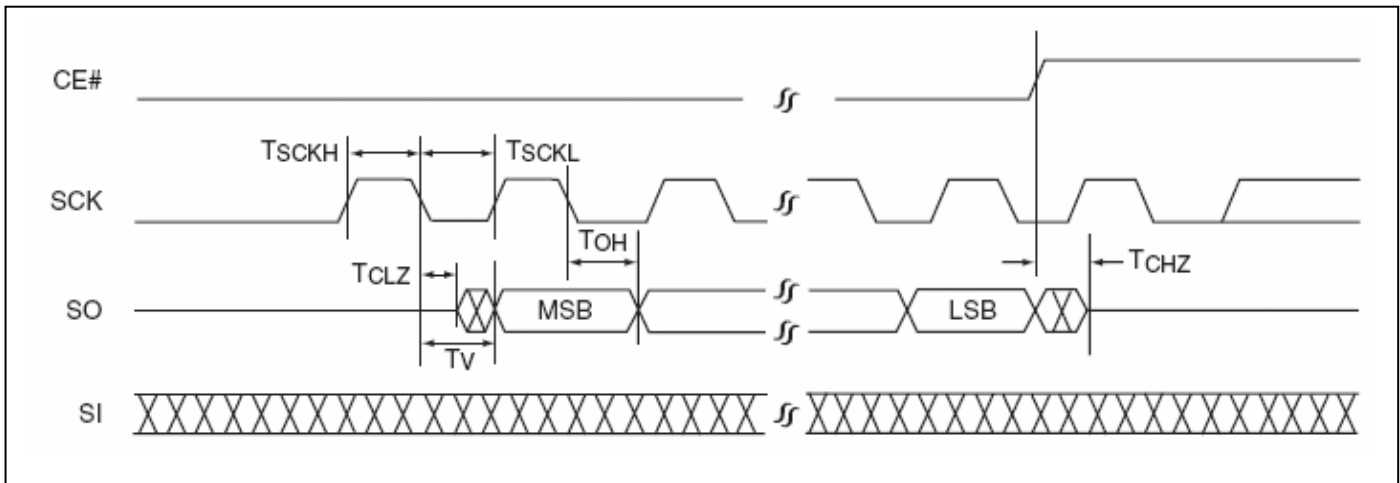 CE#
TSCKH
TSCKL
SCK
TOH
TCLZ
TCHZ
SO
MSB
LSB
TV
SI